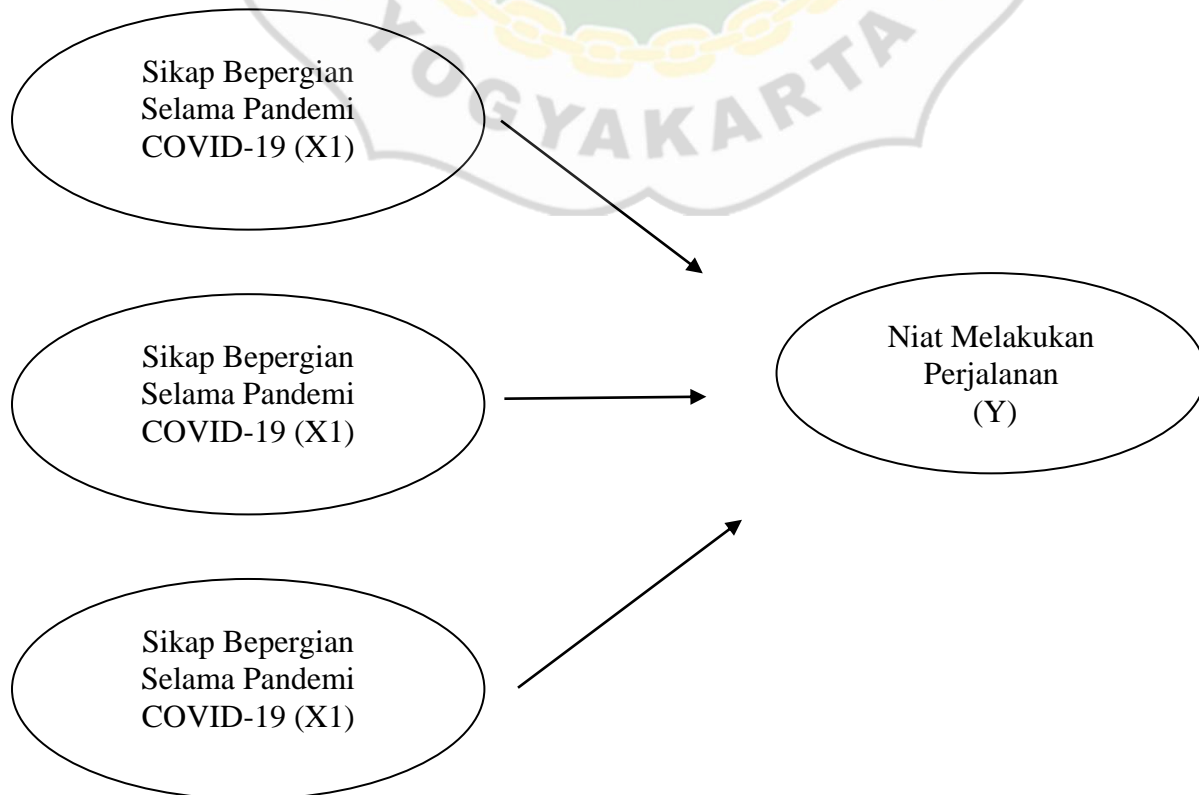 YOGYAKARTA
Sikap Bepergian
Selama Pandemi
COVID-19 (X1)
Sikap Bepergian
Selama Pandemi
COVID-19 (X1)
Niat Melakukan
Perjalanan
(Y)
Sikap Bepergian
Selama Pandemi
COVID-19 (X1)